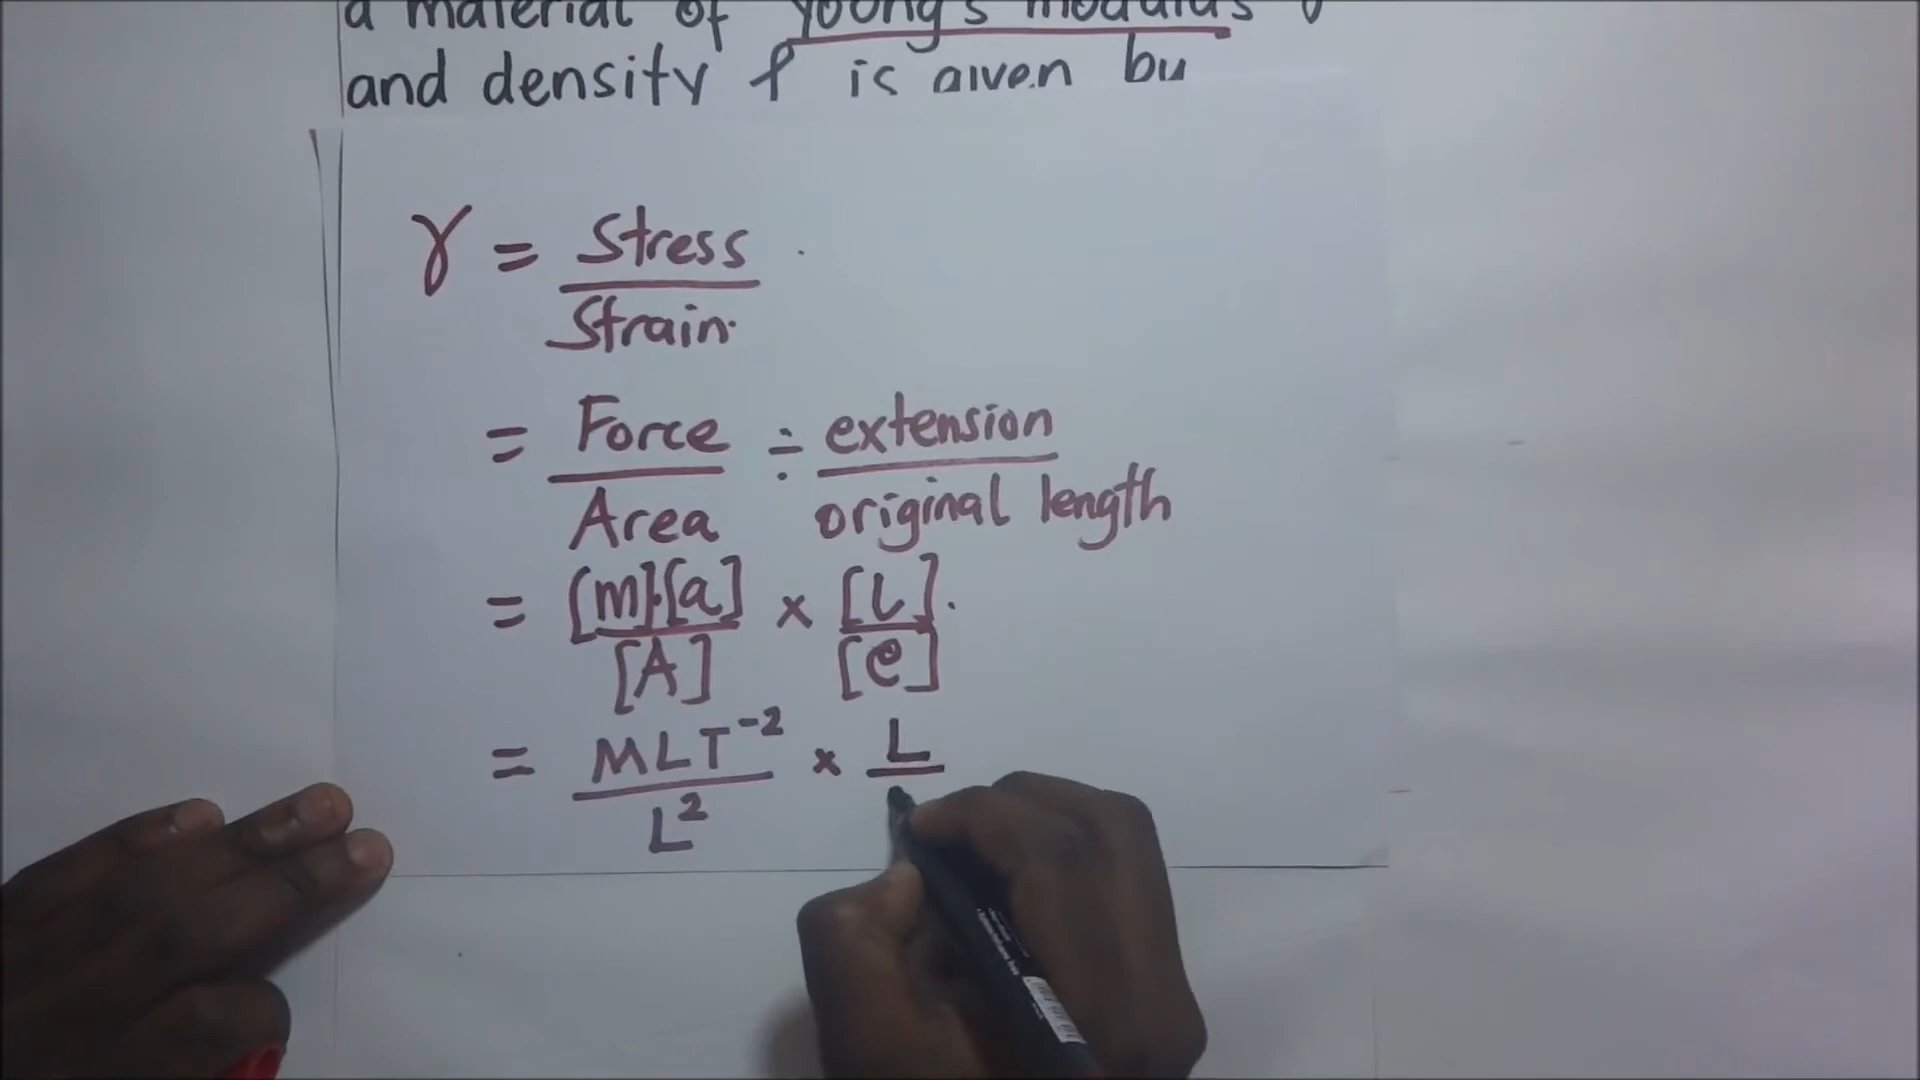 a material of young's modulus γ
and density ρ is given by
γ = Stress
Strain
= Force ÷ extension
Area original length
= [m].[a] × [L].
[A] [e]
= MLT⁻² × L
L²